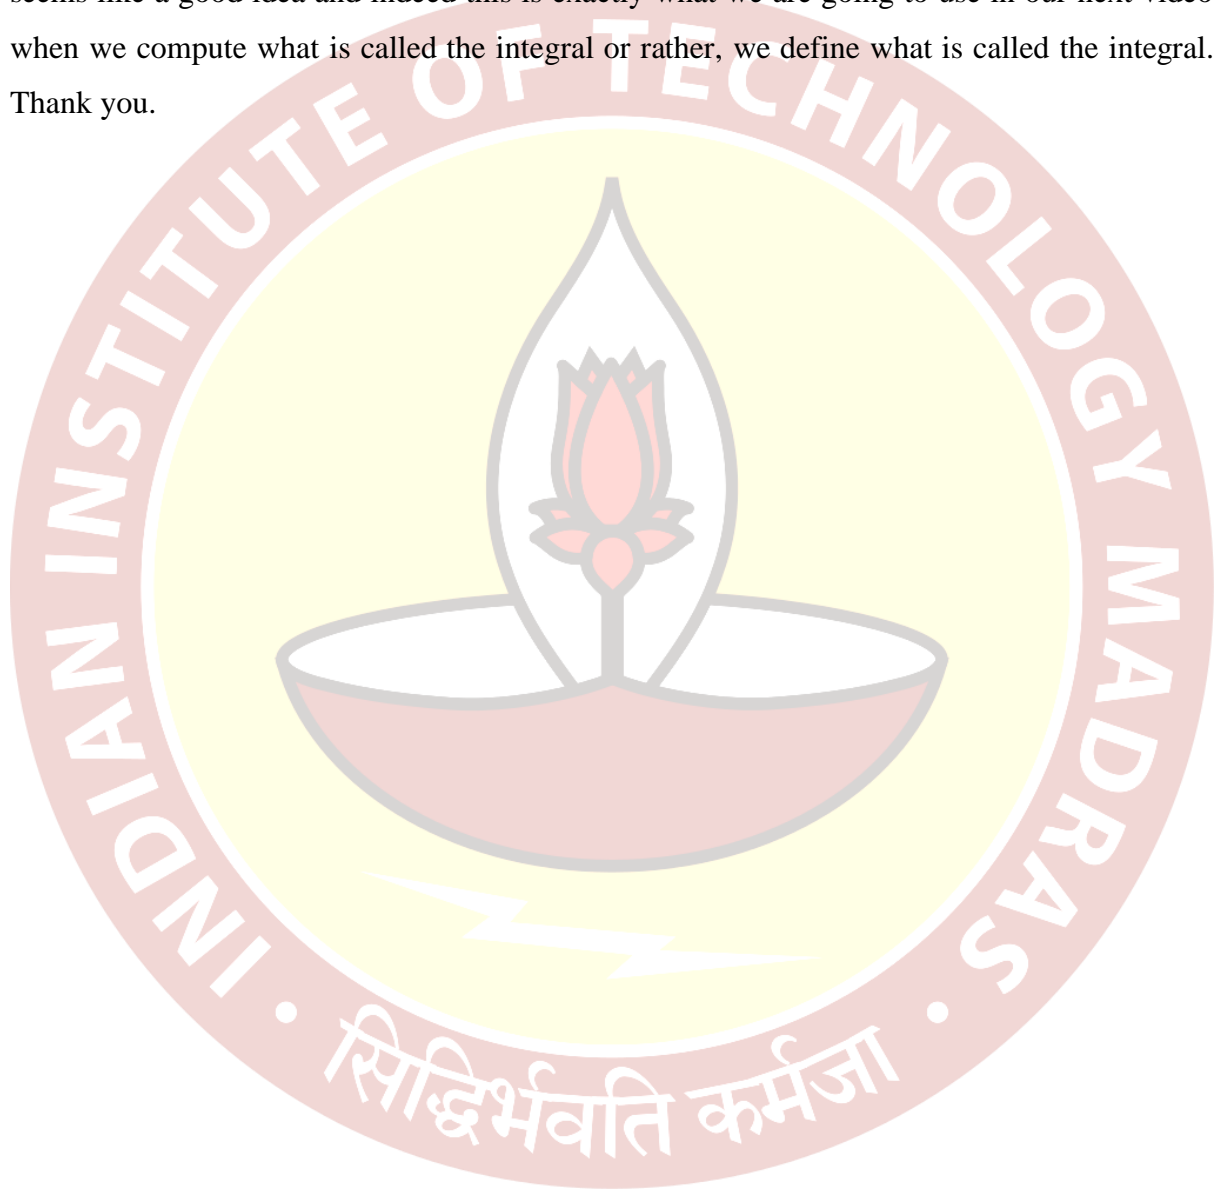 seems like a good idea and indeed this is exactly what we are going to use in our next video
when we compute what is called the integral or rather, we define what is called the integral.
Thank you.
INDIAN INSTITUTE OF TECHNOLOGY MADRAS
सिद्धिर्भवति कर्मजा